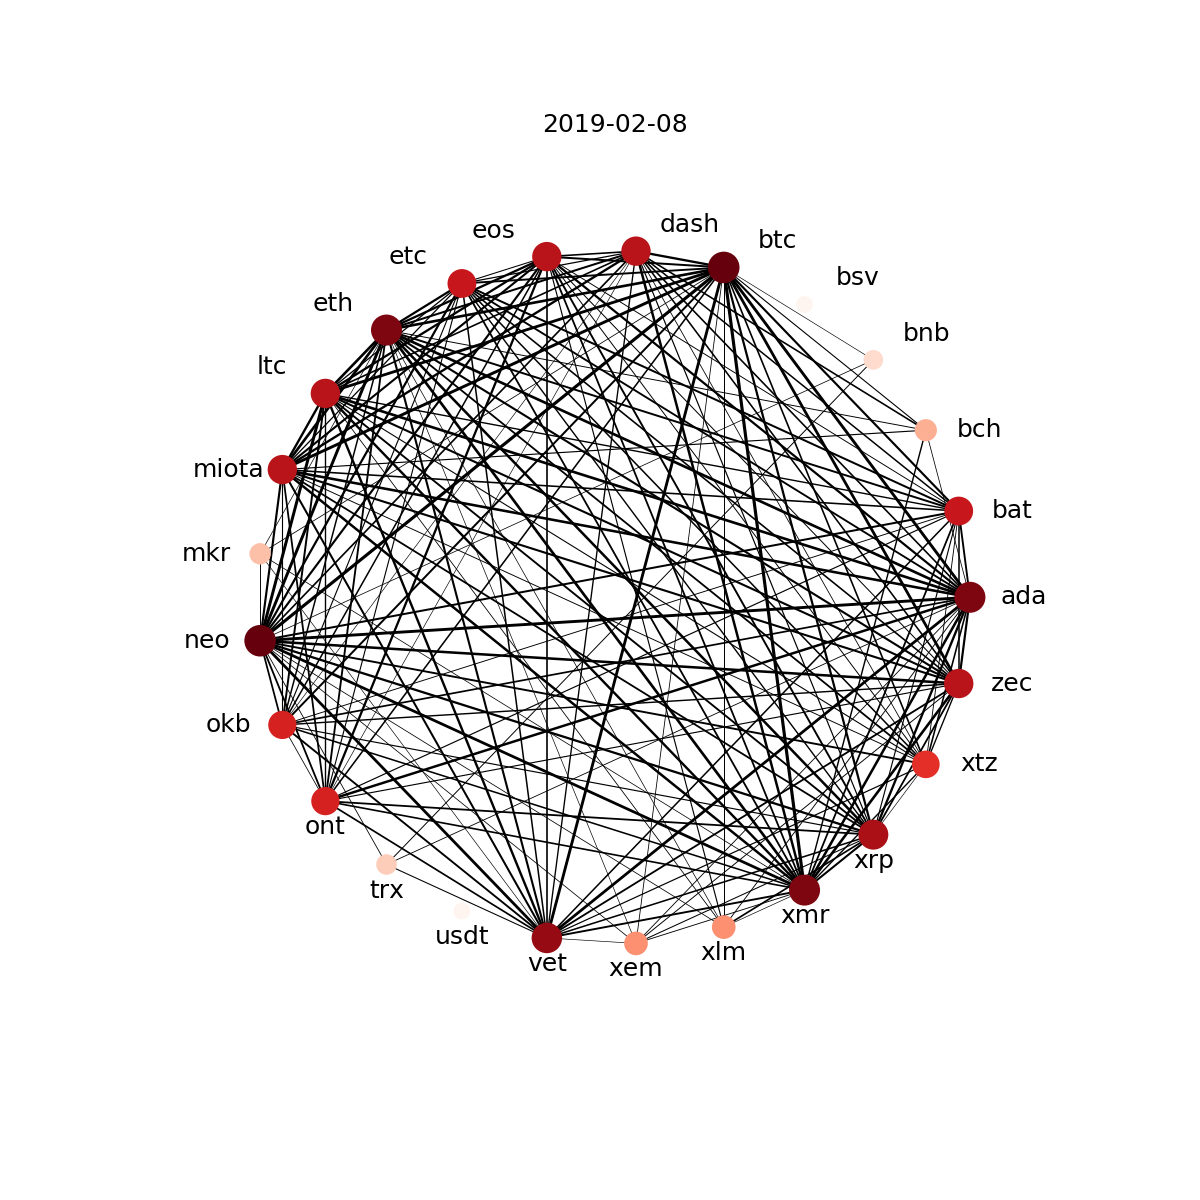 2019-02-08
dash
eos
btc
etc
bsv
eth
bnb
ltc
bch
miota
bat
mkr
ada
neo
zec
okb
xtz
ont
xrp
trx
xmr
usdt
xlm
vet
xem